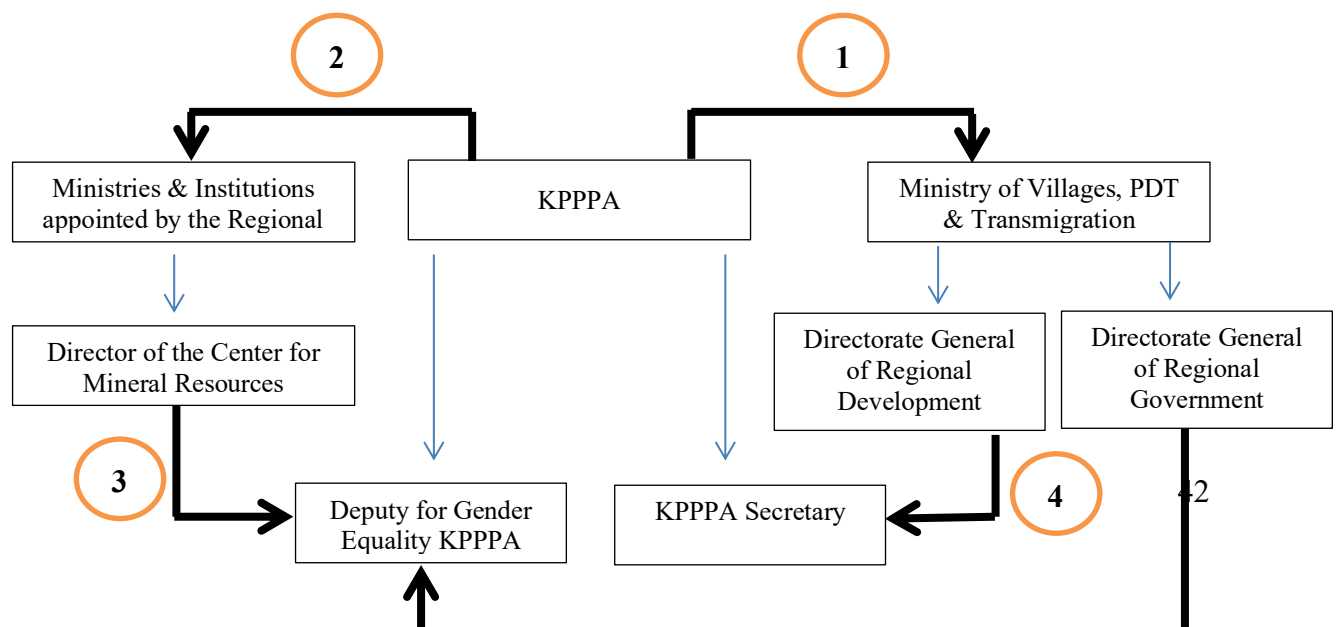 2
1
Ministries & Institutions
appointed by the Regional
KPPPA
Ministry of Villages, PDT
& Transmigration
Director of the Center for
Mineral Resources
Directorate General
of Regional
Development
Directorate General
of Regional
Government
3
4
42
Deputy for Gender
Equality KPPPA
KPPPA Secretary